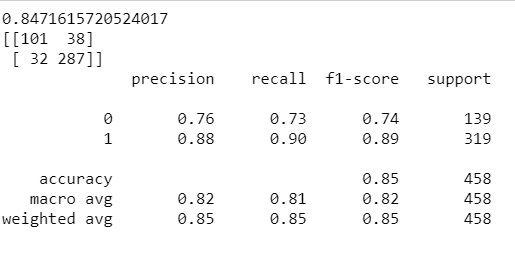 0.8471615720524017
[[101  38]
 [ 32 287]]
              precision    recall  f1-score   support

           0       0.76      0.73      0.74       139
           1       0.88      0.90      0.89       319

    accuracy                           0.85       458
   macro avg       0.82      0.81      0.82       458
weighted avg       0.85      0.85      0.85       458